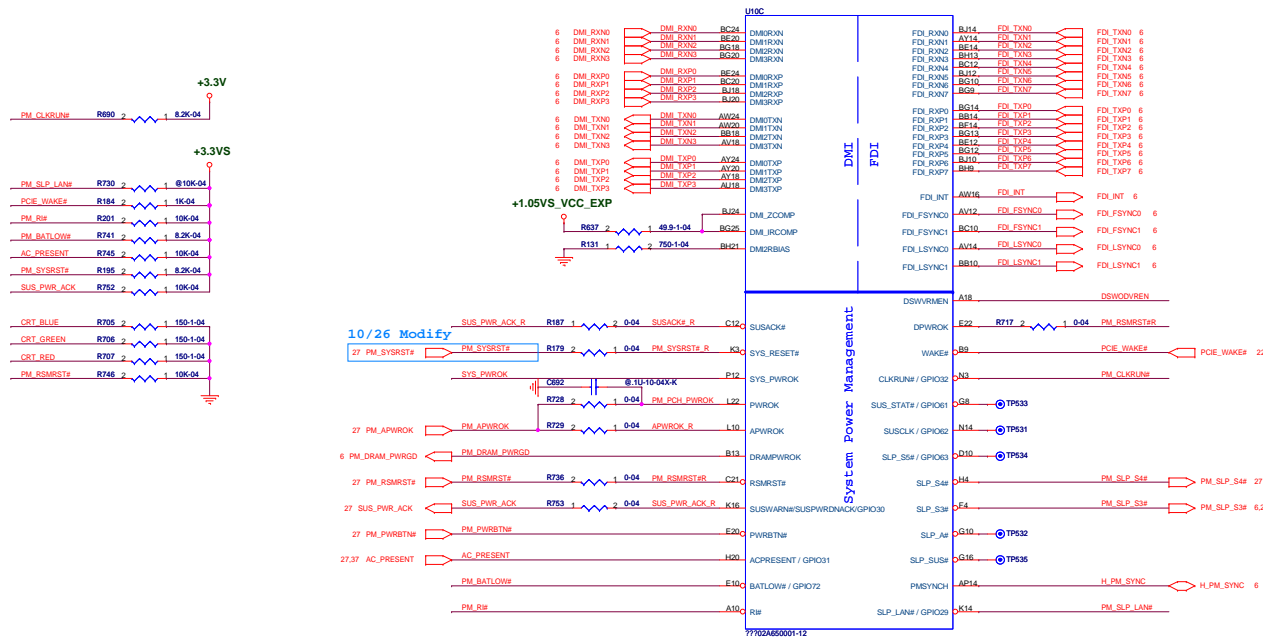 U10C
6 DMI_RXN0 DMI_RXN0 BC24 DMI0RXN
6 DMI_RXN1 DMI_RXN1 BE20 DMI1RXN
6 DMI_RXN2 DMI_RXN2 BG18 DMI2RXN
6 DMI_RXN3 DMI_RXN3 BG20 DMI3RXN
6 DMI_RXP0 DMI_RXP0 BE24 DMI0RXP
6 DMI_RXP1 DMI_RXP1 BC20 DMI1RXP
6 DMI_RXP2 DMI_RXP2 BJ18 DMI2RXP
6 DMI_RXP3 DMI_RXP3 BJ20 DMI3RXP
6 DMI_TXN0 DMI_TXN0 AW24 DMI0TXN
6 DMI_TXN1 DMI_TXN1 AW20 DMI1TXN
6 DMI_TXN2 DMI_TXN2 BB18 DMI2TXN
6 DMI_TXN3 DMI_TXN3 AV18 DMI3TXN
6 DMI_TXP0 DMI_TXP0 AY24 DMI0TXP
6 DMI_TXP1 DMI_TXP1 AY20 DMI1TXP
6 DMI_TXP2 DMI_TXP2 AY18 DMI2TXP
6 DMI_TXP3 DMI_TXP3 AU18 DMI3TXP
+1.05VS_VCC_EXP
BJ24 DMI_ZCOMP
R637 2 1 49.9-1-04 BG25 DMI_IRCOMP
R131 1 2 750-1-04 BH21 DMI2RBIAS
DMI
FDI
FDI_RXN0 BJ14 FDI_TXN0 FDI_TXN0 6
FDI_RXN1 AY14 FDI_TXN1 FDI_TXN1 6
FDI_RXN2 BE14 FDI_TXN2 FDI_TXN2 6
FDI_RXN3 BH13 FDI_TXN3 FDI_TXN3 6
FDI_RXN4 BC12 FDI_TXN4 FDI_TXN4 6
FDI_RXN5 BJ12 FDI_TXN5 FDI_TXN5 6
FDI_RXN6 BG10 FDI_TXN6 FDI_TXN6 6
FDI_RXN7 BG9 FDI_TXN7 FDI_TXN7 6
FDI_RXP0 BG14 FDI_TXP0 FDI_TXP0 6
FDI_RXP1 BB14 FDI_TXP1 FDI_TXP1 6
FDI_RXP2 BF14 FDI_TXP2 FDI_TXP2 6
FDI_RXP3 BG13 FDI_TXP3 FDI_TXP3 6
FDI_RXP4 BE12 FDI_TXP4 FDI_TXP4 6
FDI_RXP5 BG12 FDI_TXP5 FDI_TXP5 6
FDI_RXP6 BJ10 FDI_TXP6 FDI_TXP6 6
FDI_RXP7 BH9 FDI_TXP7 FDI_TXP7 6
FDI_INT AW16 FDI_INT FDI_INT 6
FDI_FSYNC0 AV12 FDI_FSYNC0 FDI_FSYNC0 6
FDI_FSYNC1 BC10 FDI_FSYNC1 FDI_FSYNC1 6
FDI_LSYNC0 AV14 FDI_LSYNC0 FDI_LSYNC0 6
FDI_LSYNC1 BB10 FDI_LSYNC1 FDI_LSYNC1 6
+3.3V
PM_CLKRUN# R690 2 1 8.2K-04
+3.3VS
PM_SLP_LAN# R730 2 1 @10K-04
PCIE_WAKE# R184 2 1 1K-04
PM_RI# R201 2 1 10K-04
PM_BATLOW# R741 2 1 8.2K-04
AC_PRESENT R745 2 1 10K-04
PM_SYSRST# R195 2 1 8.2K-04
SUS_PWR_ACK R752 2 1 10K-04
CRT_BLUE R705 2 1 150-1-04
CRT_GREEN R706 2 1 150-1-04
CRT_RED R707 2 1 150-1-04
PM_RSMRST# R746 2 1 10K-04
10/26 Modify
SUS_PWR_ACK_R R187 1 2 0-04 SUSACK#_R C12 SUSACK#
27 PM_SYSRST# PM_SYSRST# R179 2 1 0-04 PM_SYSRST#_R K3 SYS_RESET#
SYS_PWROK P12 SYS_PWROK
C692 @.1U-10-04X-K
R728 2 1 0-04 PM_PCH_PWROK L22 PWROK
27 PM_APWROK PM_APWROK R729 2 1 0-04 APWROK_R L10 APWROK
6 PM_DRAM_PWRGD PM_DRAM_PWRGD B13 DRAMPWROK
27 PM_RSMRST# PM_RSMRST# R736 2 1 0-04 PM_RSMRST#R C21 RSMRST#
27 SUS_PWR_ACK SUS_PWR_ACK R753 1 2 0-04 SUS_PWR_ACK_R K16 SUSWARN#/SUSPWRDNACK/GPIO30
27 PM_PWRBTN# PM_PWRBTN# E20 PWRBTN#
27,37 AC_PRESENT AC_PRESENT H20 ACPRESENT / GPIO31
PM_BATLOW# E10 BATLOW# / GPIO72
PM_RI# A10 RI#
System Power Management
DSWVRMEN A18 DSWODVREN
DPWROK E22 R717 2 1 0-04 PM_RSMRST#R
WAKE# B9 PCIE_WAKE# PCIE_WAKE# 22
CLKRUN# / GPIO32 N3 PM_CLKRUN#
SUS_STAT# / GPIO61 G8 TP533
SUSCLK / GPIO62 N14 TP531
SLP_S5# / GPIO63 D10 TP534
SLP_S4# H4 PM_SLP_S4# PM_SLP_S4# 27
SLP_S3# F4 PM_SLP_S3# PM_SLP_S3# 6,2
SLP_A# G10 TP532
SLP_SUS# G16 TP535
PMSYNCH AP14 H_PM_SYNC H_PM_SYNC 6
SLP_LAN# / GPIO29 K14 PM_SLP_LAN#
???02A650001-12